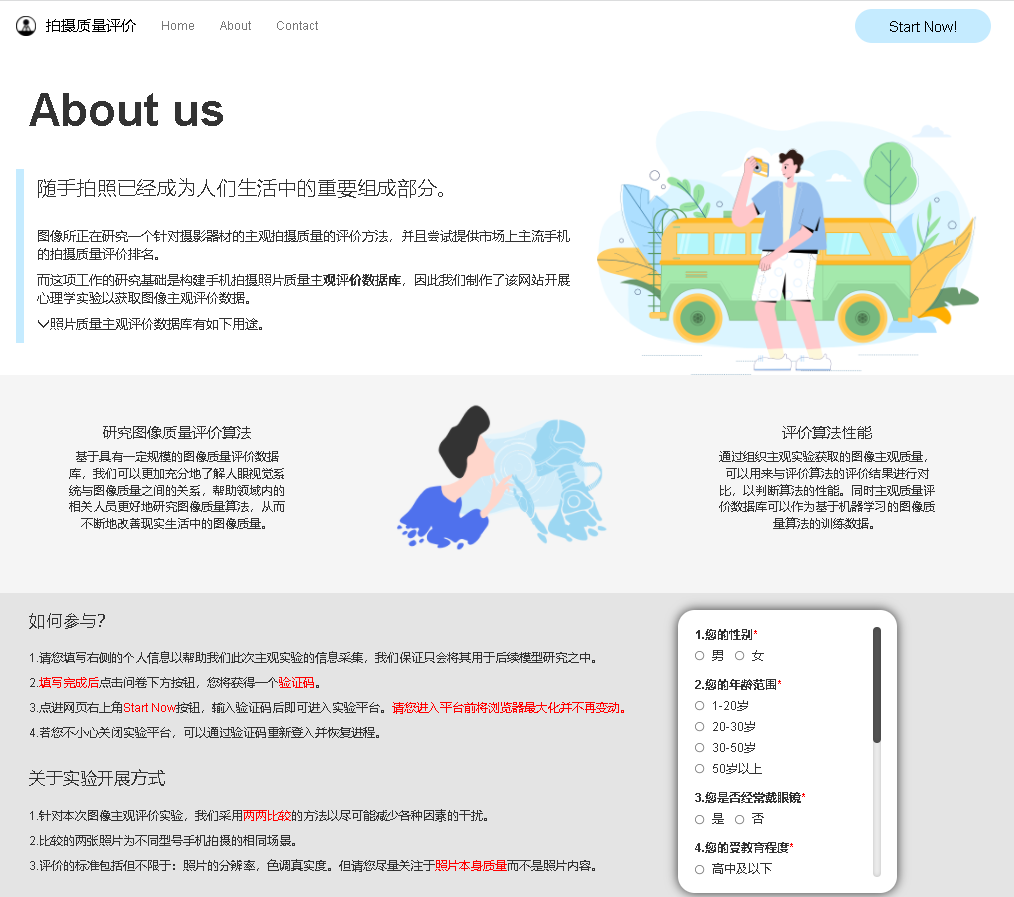 拍摄质量评价 Home About Contact Start Now!
About us
随手拍照已经成为人们生活中的重要组成部分。
图像所正在研究一个针对摄影器材的主观拍摄质量的评价方法，并且尝试提供市场上主流手机
的拍摄质量评价排名。
而这项工作的研究基础是构建手机拍摄照片质量主观评价数据库，因此我们制作了该网站开展
心理学实验以获取图像主观评价数据。
照片质量主观评价数据库有如下用途。
研究图像质量评价算法
基于具有一定规模的图像质量评价数据
库，我们可以更加充分地了解人眼视觉系
统与图像质量之间的关系，帮助领域内的
相关人员更好地研究图像质量算法，从而
不断地改善现实生活中的图像质量。
评价算法性能
通过组织主观实验获取的图像主观质量，
可以用来与评价算法的评价结果进行对
比，以判断算法的性能。同时主观质量评
价数据库可以作为基于机器学习的图像质
量算法的训练数据。
如何参与?
1.请您填写右侧的个人信息以帮助我们此次主观实验的信息采集，我们保证只会将其用于后续模型研究之中。
2.填写完成后点击问卷下方按钮，您将获得一个验证码。
3.点进网页右上角Start Now按钮，输入验证码后即可进入实验平台。请您进入平台前将浏览器最大化并不再变动。
4.若您不小心关闭实验平台，可以通过验证码重新登入并恢复进程。
关于实验开展方式
1.针对本次图像主观评价实验，我们采用两两比较的方法以尽可能减少各种因素的干扰。
2.比较的两张照片为不同型号手机拍摄的相同场景。
3.评价的标准包括但不限于：照片的分辨率，色调真实度。但请您尽量关注于照片本身质量而不是照片内容。
1.您的性别*
男 女
2.您的年龄范围*
1-20岁
20-30岁
30-50岁
50岁以上
3.您是否经常戴眼镜*
是 否
4.您的受教育程度*
高中及以下